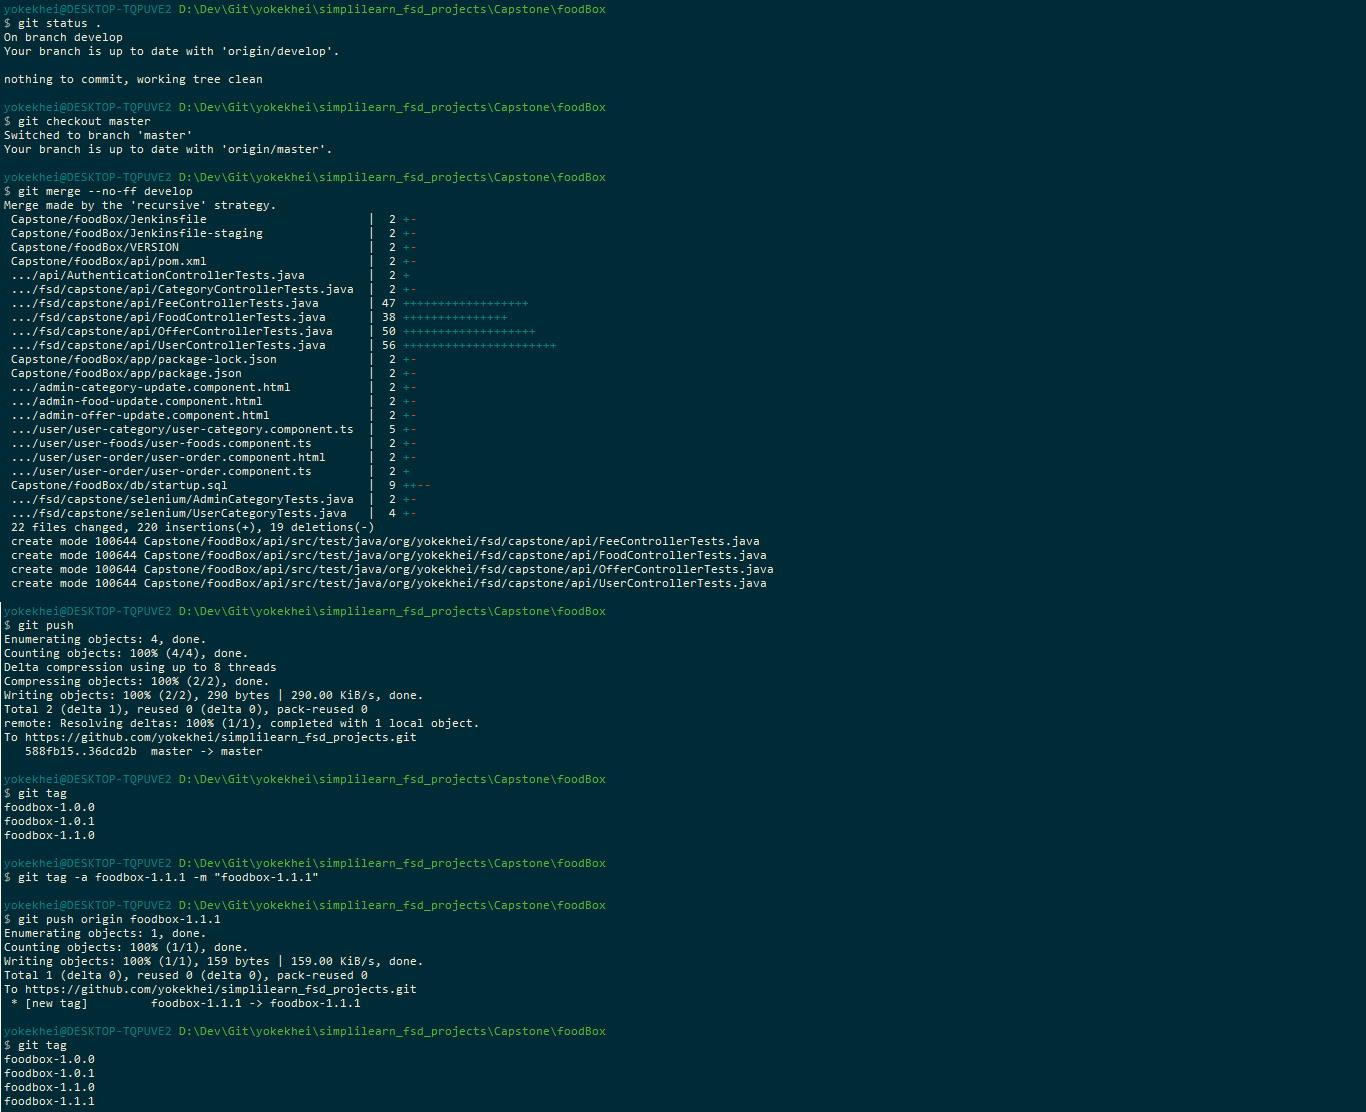 yokekhei@DESKTOP-TQPUVE2 D:\Dev\Git\yokekhei\simplilearn_fsd_projects\Capstone\foodBox
$ git status .
On branch develop
Your branch is up to date with 'origin/develop'.
nothing to commit, working tree clean
yokekhei@DESKTOP-TQPUVE2 D:\Dev\Git\yokekhei\simplilearn_fsd_projects\Capstone\foodBox
$ git checkout master
Switched to branch 'master'
Your branch is up to date with 'origin/master'.
yokekhei@DESKTOP-TQPUVE2 D:\Dev\Git\yokekhei\simplilearn_fsd_projects\Capstone\foodBox
$ git merge --no-ff develop
Merge made by the 'recursive' strategy.
 Capstone/foodBox/Jenkinsfile                       |  2 +-
 Capstone/foodBox/Jenkinsfile-staging               |  2 +-
 Capstone/foodBox/VERSION                           |  2 +-
 Capstone/foodBox/api/pom.xml                       |  2 +-
 .../api/AuthenticationControllerTests.java         |  2 +
 .../fsd/capstone/api/CategoryControllerTests.java  |  2 +-
 .../fsd/capstone/api/FeeControllerTests.java       | 47 ++++++++++++++++++
 .../fsd/capstone/api/FoodControllerTests.java      | 38 +++++++++++++++
 .../fsd/capstone/api/OfferControllerTests.java     | 50 +++++++++++++++++++
 .../fsd/capstone/api/UserControllerTests.java      | 56 ++++++++++++++++++++++
 Capstone/foodBox/app/package-lock.json             |  2 +-
 Capstone/foodBox/app/package.json                  |  2 +-
 .../admin-category-update.component.html           |  2 +-
 .../admin-food-update.component.html               |  2 +-
 .../admin-offer-update.component.html              |  2 +-
 .../user/user-category/user-category.component.ts  |  5 +-
 .../user/user-foods/user-foods.component.ts        |  2 +-
 .../user/user-order/user-order.component.html      |  2 +-
 .../user/user-order/user-order.component.ts        |  2 +
 Capstone/foodBox/db/startup.sql                    |  9 ++--
 .../fsd/capstone/selenium/AdminCategoryTests.java  |  2 +-
 .../fsd/capstone/selenium/UserCategoryTests.java   |  4 +-
 22 files changed, 220 insertions(+), 19 deletions(-)
 create mode 100644 Capstone/foodBox/api/src/test/java/org/yokekhei/fsd/capstone/api/FeeControllerTests.java
 create mode 100644 Capstone/foodBox/api/src/test/java/org/yokekhei/fsd/capstone/api/FoodControllerTests.java
 create mode 100644 Capstone/foodBox/api/src/test/java/org/yokekhei/fsd/capstone/api/OfferControllerTests.java
 create mode 100644 Capstone/foodBox/api/src/test/java/org/yokekhei/fsd/capstone/api/UserControllerTests.java
yokekhei@DESKTOP-TQPUVE2 D:\Dev\Git\yokekhei\simplilearn_fsd_projects\Capstone\foodBox
$ git push
Enumerating objects: 4, done.
Counting objects: 100% (4/4), done.
Delta compression using up to 8 threads
Compressing objects: 100% (2/2), done.
Writing objects: 100% (2/2), 290 bytes | 290.00 KiB/s, done.
Total 2 (delta 1), reused 0 (delta 0), pack-reused 0
remote: Resolving deltas: 100% (1/1), completed with 1 local object.
To https://github.com/yokekhei/simplilearn_fsd_projects.git
   588fb15..36dcd2b  master -> master
yokekhei@DESKTOP-TQPUVE2 D:\Dev\Git\yokekhei\simplilearn_fsd_projects\Capstone\foodBox
$ git tag
foodbox-1.0.0
foodbox-1.0.1
foodbox-1.1.0
yokekhei@DESKTOP-TQPUVE2 D:\Dev\Git\yokekhei\simplilearn_fsd_projects\Capstone\foodBox
$ git tag -a foodbox-1.1.1 -m "foodbox-1.1.1"
yokekhei@DESKTOP-TQPUVE2 D:\Dev\Git\yokekhei\simplilearn_fsd_projects\Capstone\foodBox
$ git push origin foodbox-1.1.1
Enumerating objects: 1, done.
Counting objects: 100% (1/1), done.
Writing objects: 100% (1/1), 159 bytes | 159.00 KiB/s, done.
Total 1 (delta 0), reused 0 (delta 0), pack-reused 0
To https://github.com/yokekhei/simplilearn_fsd_projects.git
 * [new tag]         foodbox-1.1.1 -> foodbox-1.1.1
yokekhei@DESKTOP-TQPUVE2 D:\Dev\Git\yokekhei\simplilearn_fsd_projects\Capstone\foodBox
$ git tag
foodbox-1.0.0
foodbox-1.0.1
foodbox-1.1.0
foodbox-1.1.1